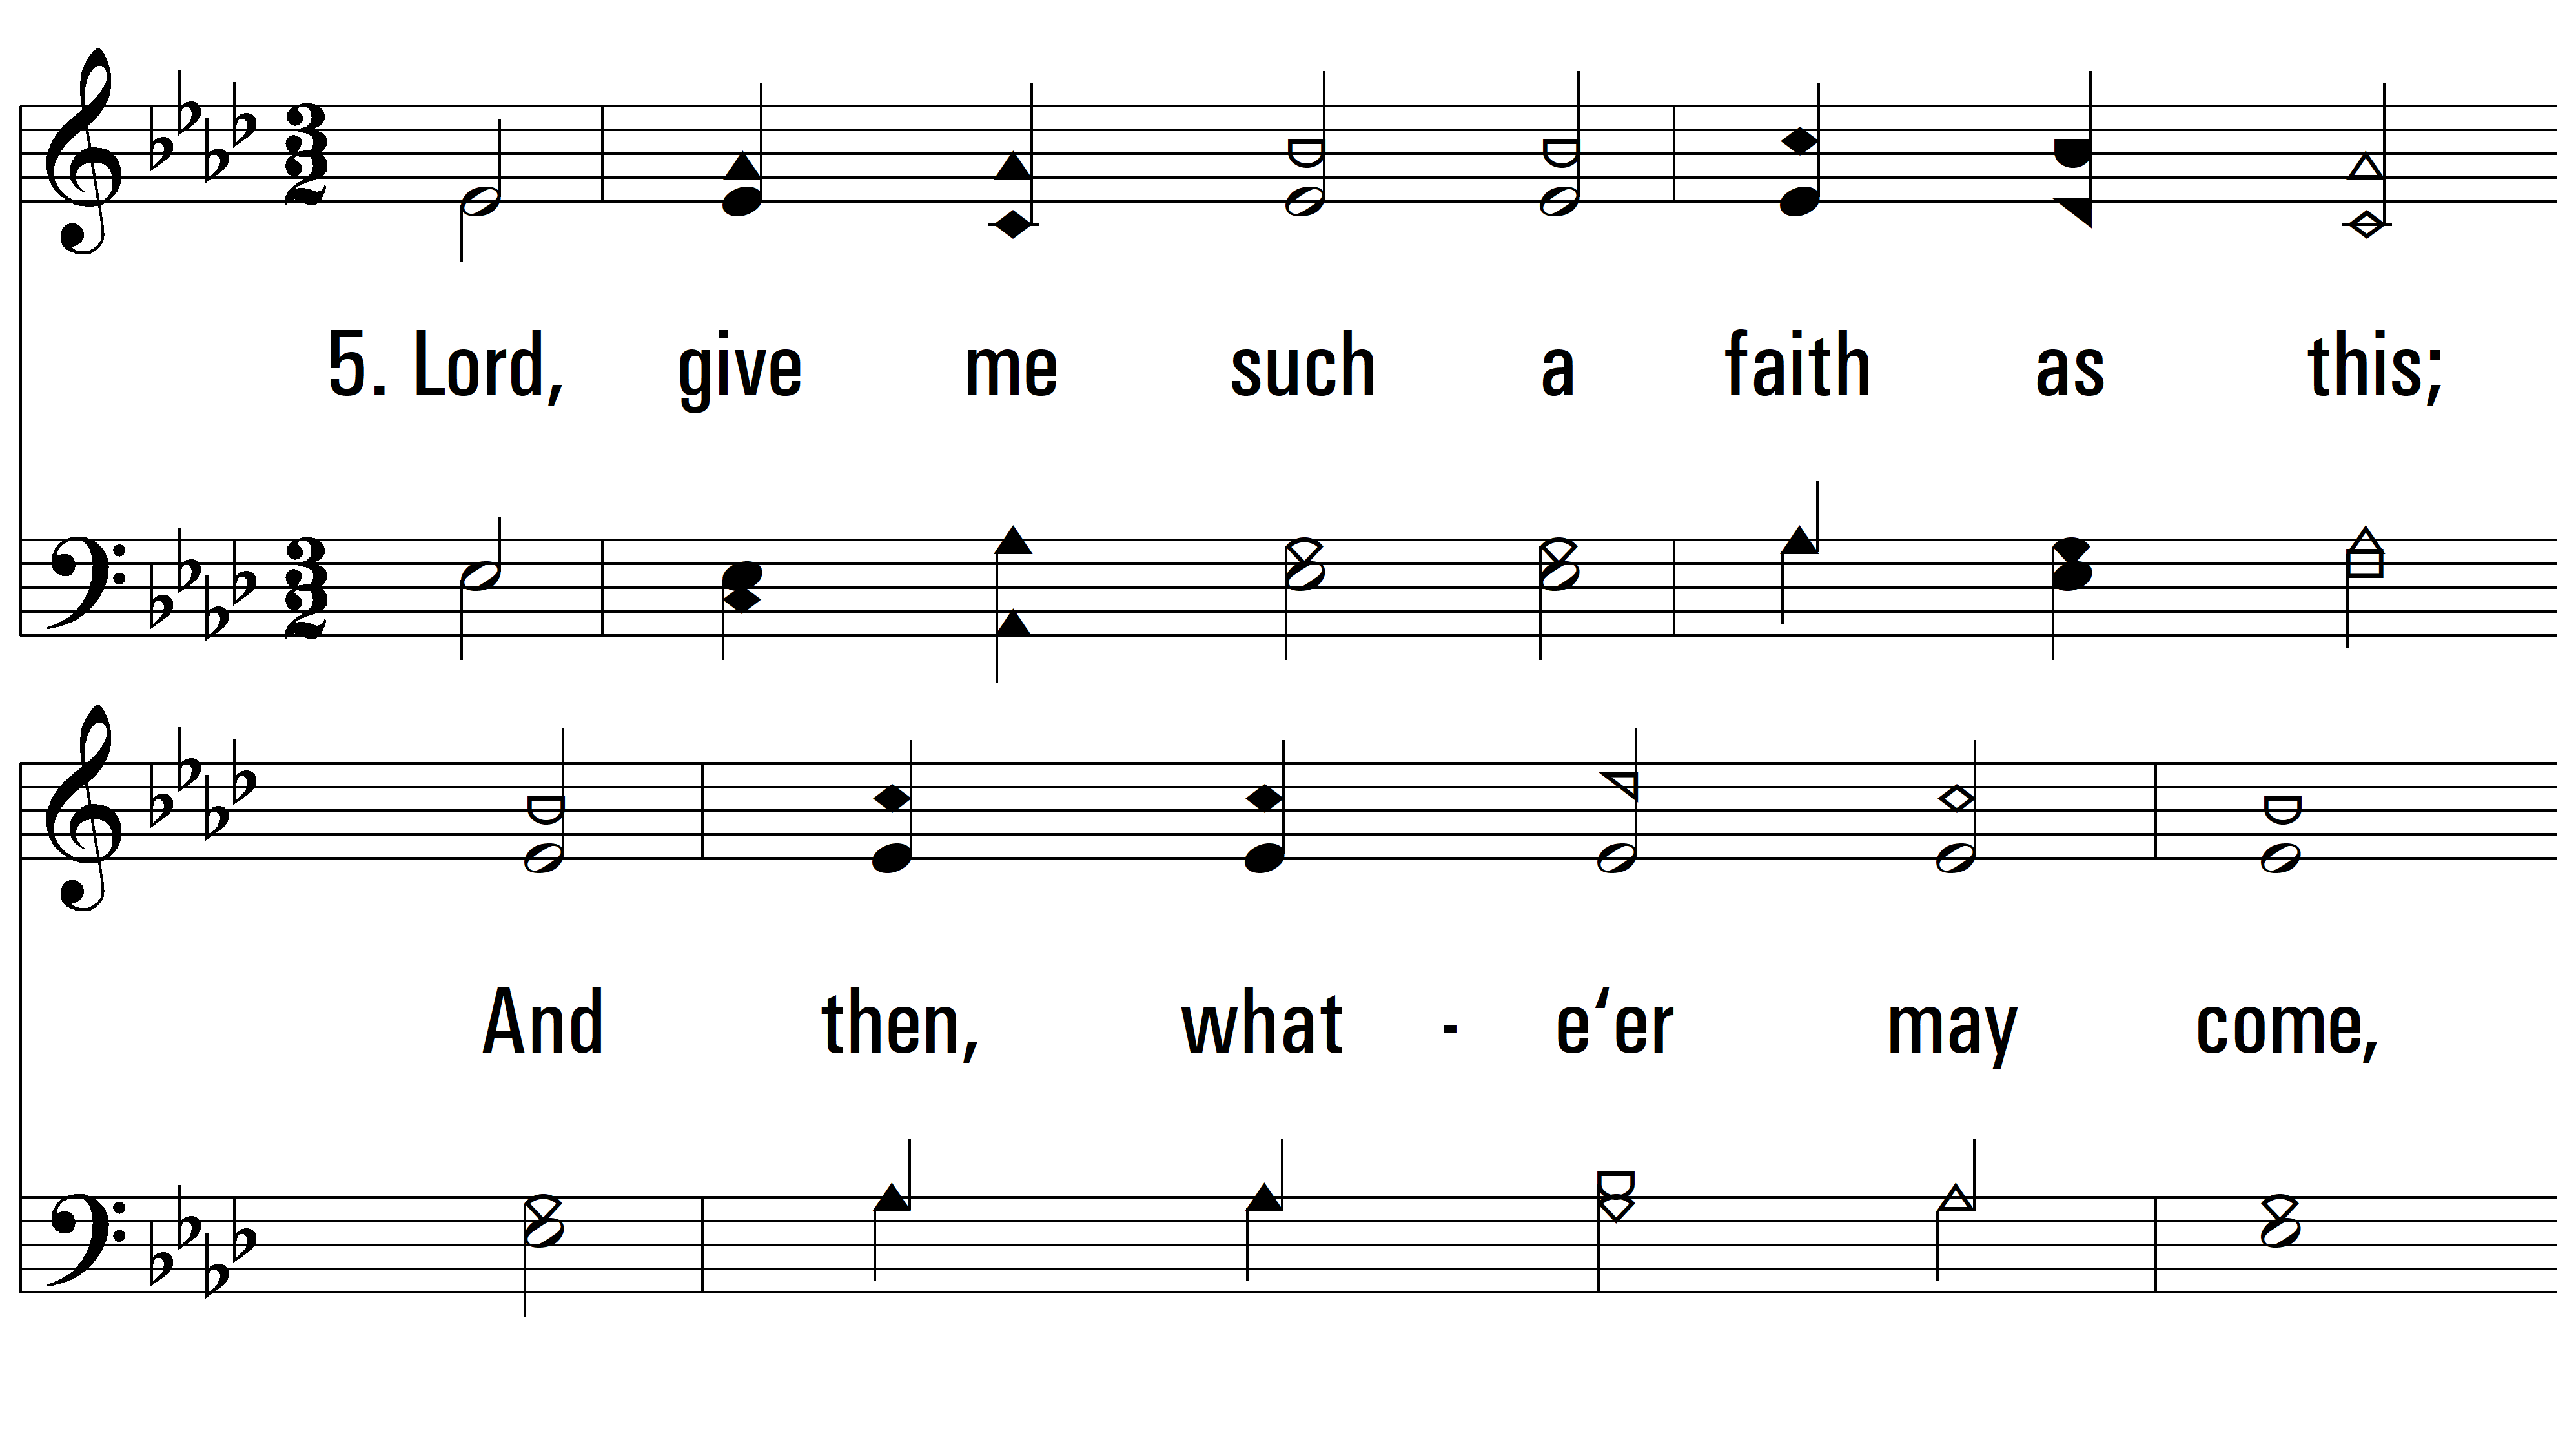 5. Lord, give me such a faith as this;
And then, what - e‘er may come,